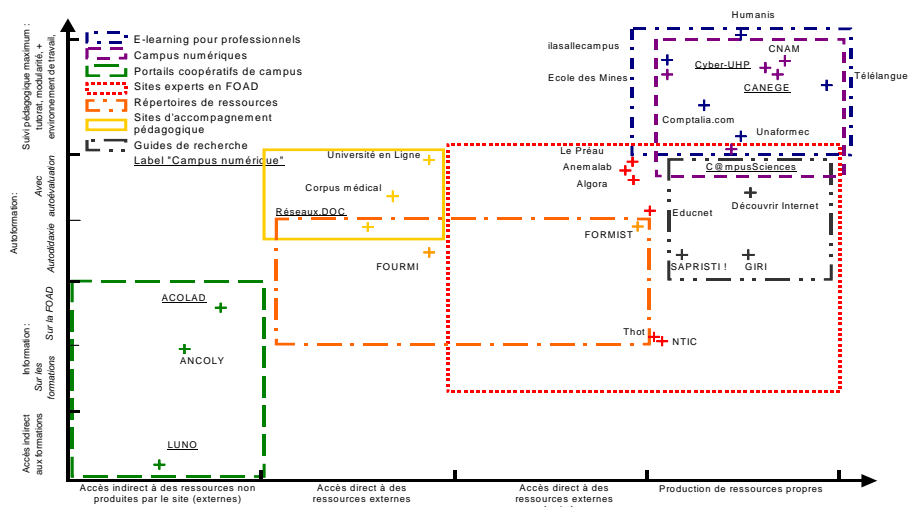 Suivi pédagogique maximum :
tutorat, modularité, +
environnement de travail,
Autoformation:
Avec
autoévaluation
Autodidaxie
Information :
Sur la FOAD
Sur les
formations
Accès indirect
aux formations
E-learning pour professionnels
Campus numériques
Portails coopératifs de campus
Sites experts en FOAD
Répertoires de ressources
Sites d'accompagnement
pédagogique
Guides de recherche
Label "Campus numérique"
Humanis
ilasallecampus
CNAM
Cyber-UHP
Ecole des Mines
Télélangue
CANEGE
Comptalia.com
Unaformec
Le Préau
Université en Ligne
Anemalab
C@mpusSciences
Algora
Corpus médical
Découvrir Internet
Réseaux.DOC
Educnet
FORMIST
FOURMI
SAPRISTI !
GIRI
ACOLAD
Thot
NTIC
ANCOLY
LUNO
Accès indirect à des ressources non
produites par le site (externes)
Accès direct à des
ressources externes
Accès direct à des
ressources externes
Production de ressources propres